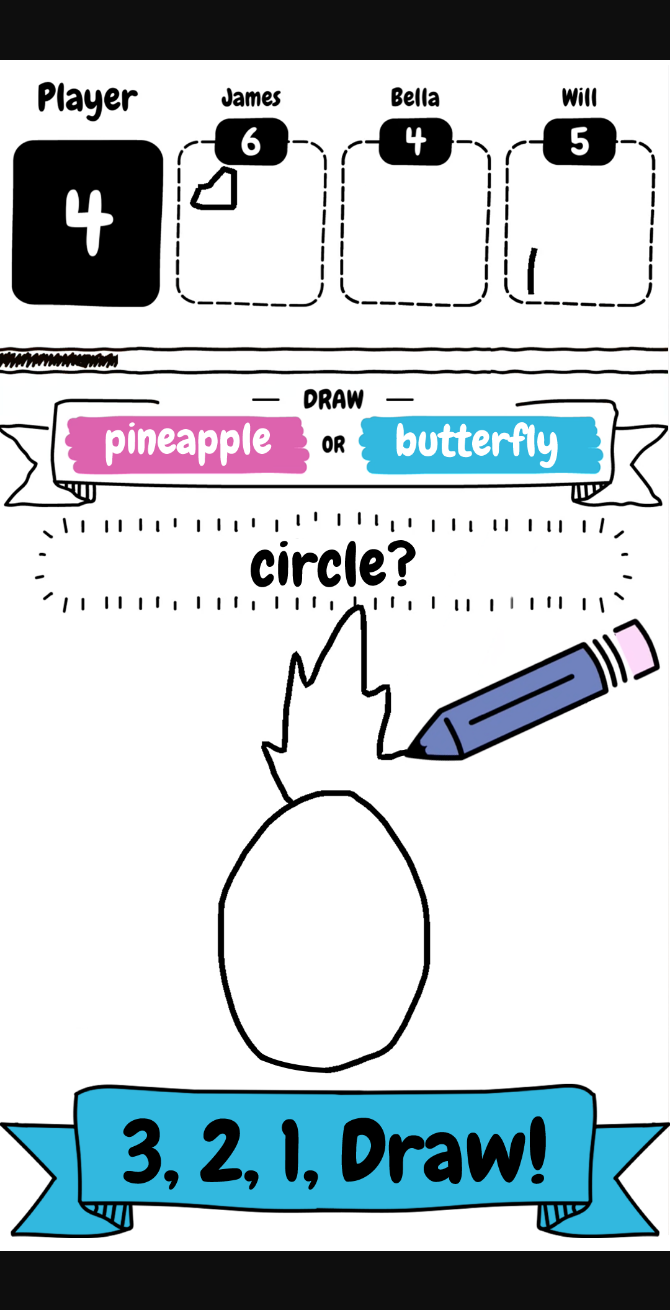 Player James Bella Will
4 6 4 5
DRAW
pineapple OR butterfly
circle?
3, 2, 1, Draw!